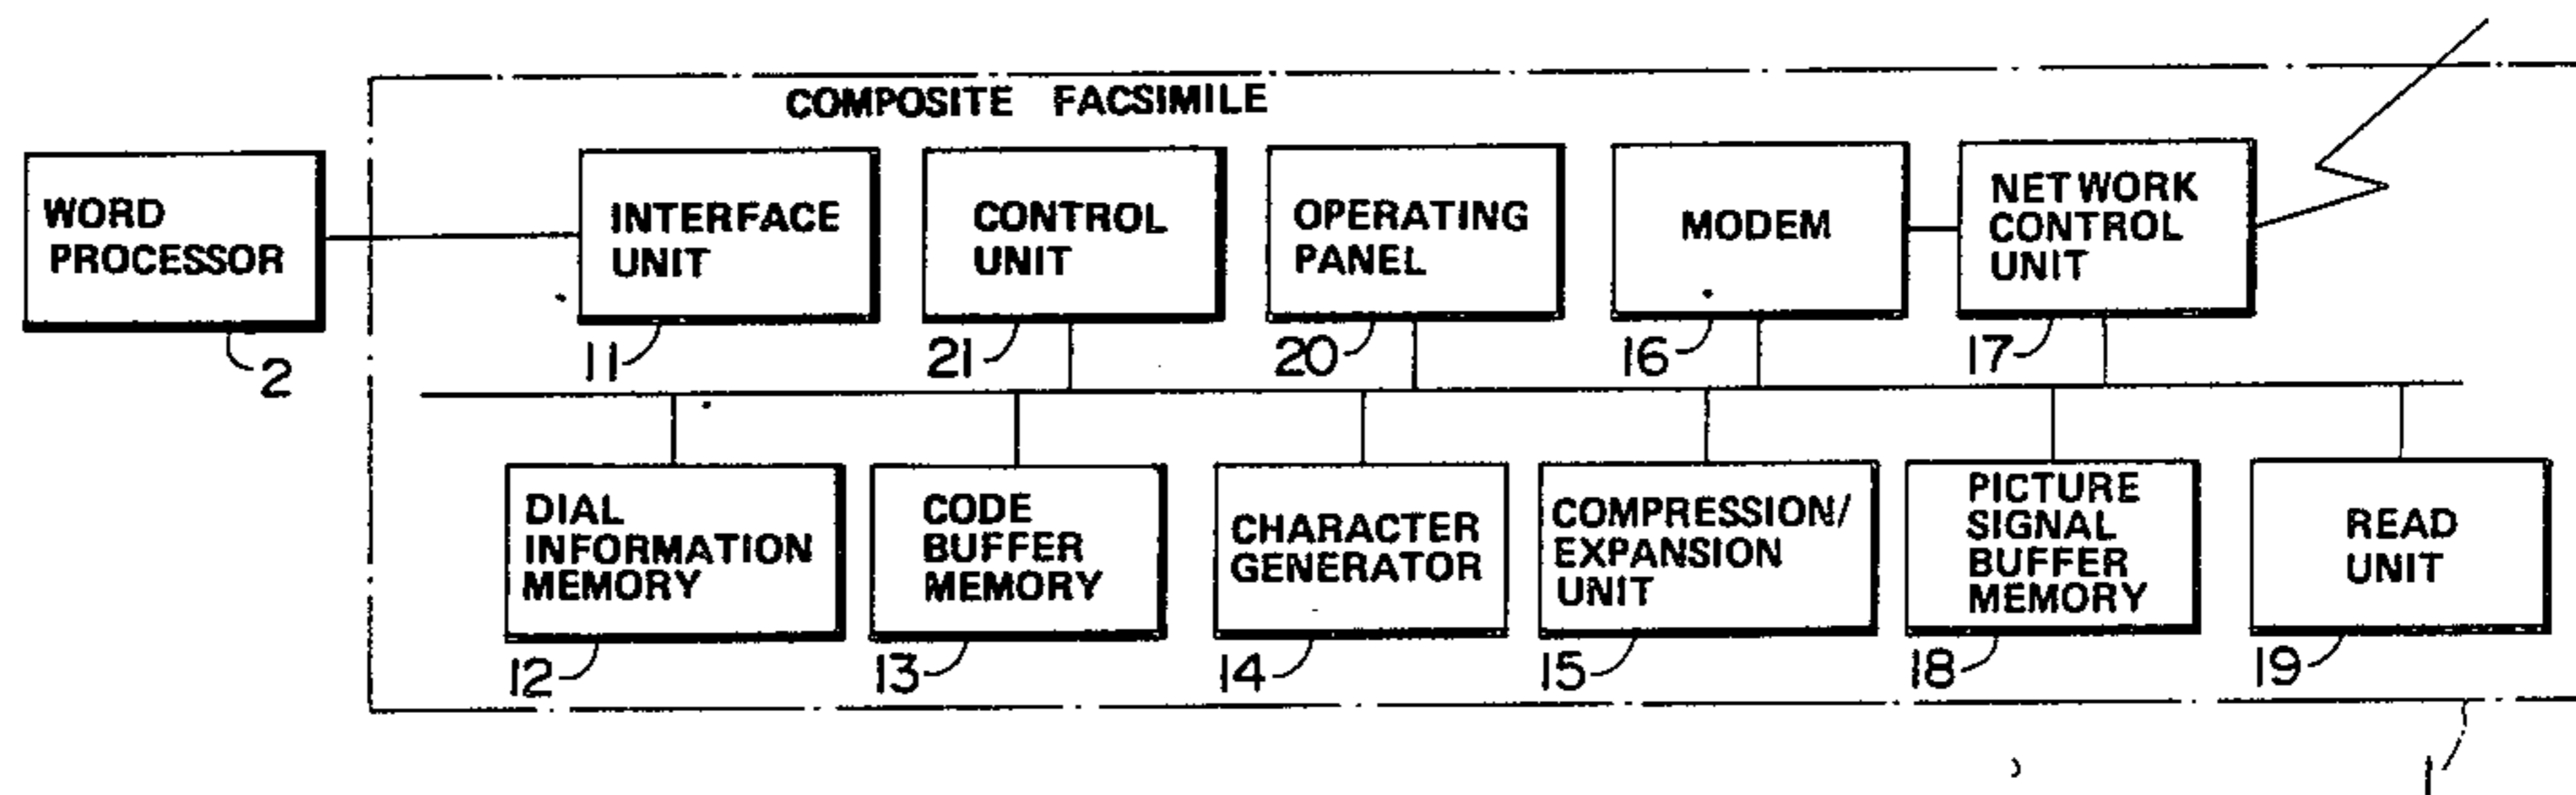 COMPOSITE FACSIMILE
WORD
PROCESSOR
2
INTERFACE
UNIT
11
CONTROL
UNIT
21
OPERATING
PANEL
20
MODEM
16
NETWORK
CONTROL
UNIT
17
DIAL
INFORMATION
MEMORY
12
CODE
BUFFER
MEMORY
13
CHARACTER
GENERATOR
14
COMPRESSION/
EXPANSION
UNIT
15
PICTURE
SIGNAL
BUFFER
MEMORY
18
READ
UNIT
19
1